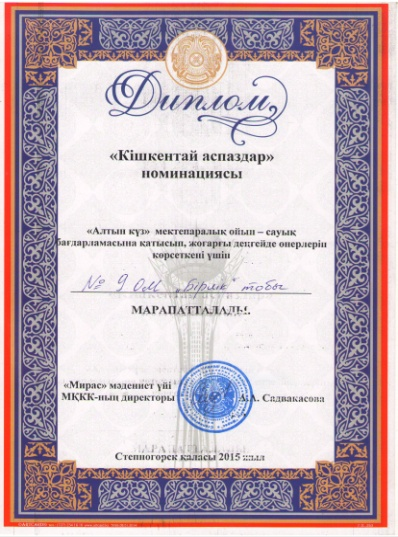 Диплом
«Кішкентай аспаздар»
номинациясы
«Алтын күз» мектепаралық ойын – сауық
бағдарламасына қатысып, жоғарғы деңгейде өнерлерін
көрсеткені үшін
№ 9 ОМ „Бірлік" тобы
МАРАПАТТАЛАДЫ.
«Мирас» мәдениет үйі
МҚКК-ның директоры А.А. Садвакасова
Степногорск қаласы 2015 жыл